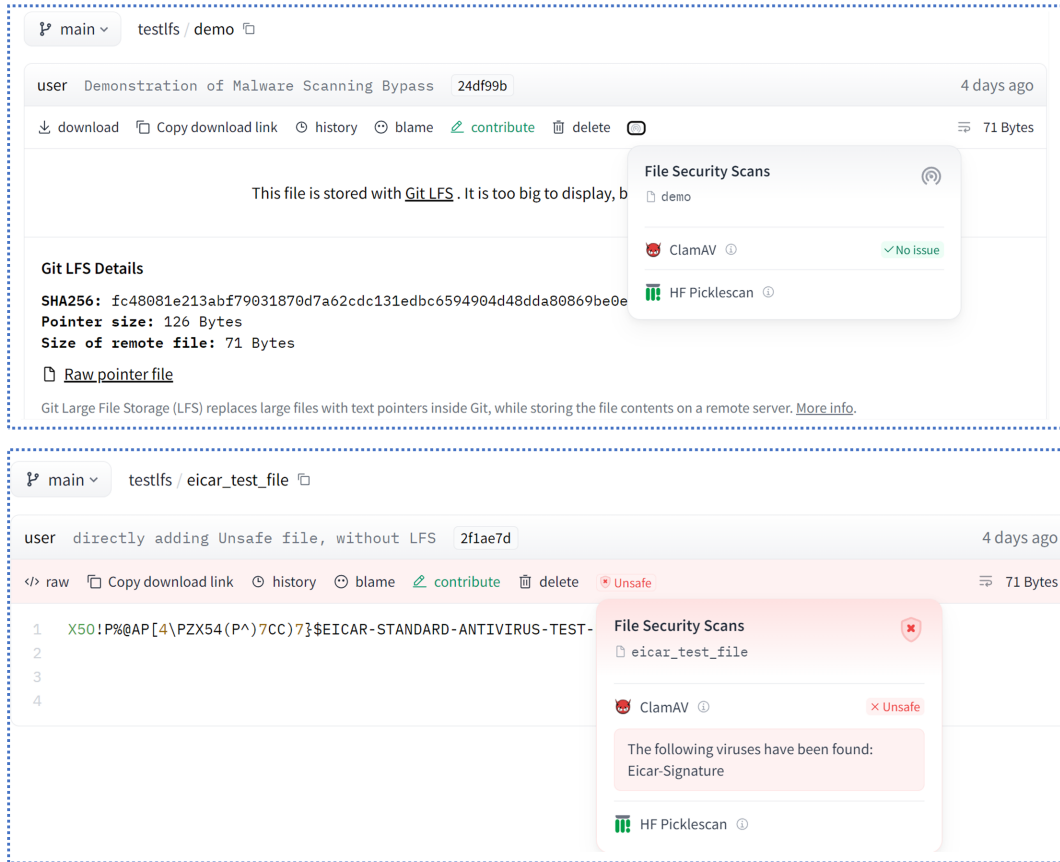 main
testlfs / demo
user Demonstration of Malware Scanning Bypass 24df99b 4 days ago
download Copy download link history blame contribute delete 71 Bytes
This file is stored with Git LFS . It is too big to display, b
File Security Scans
demo
ClamAV No issue
HF Picklescan
Git LFS Details
SHA256: fc48081e213abf79031870d7a62cdc131edbc6594904d48dda80869be0e
Pointer size: 126 Bytes
Size of remote file: 71 Bytes
Raw pointer file
Git Large File Storage (LFS) replaces large files with text pointers inside Git, while storing the file contents on a remote server. More info.
main
testlfs / eicar_test_file
user directly adding Unsafe file, without LFS 2f1ae7d 4 days ago
</> raw Copy download link history blame contribute delete Unsafe 71 Bytes
1 X5O!P%@AP[4\PZX54(P^)7CC)7}$EICAR-STANDARD-ANTIVIRUS-TEST-
2
3
4
File Security Scans
eicar_test_file
ClamAV Unsafe
The following viruses have been found:
Eicar-Signature
HF Picklescan